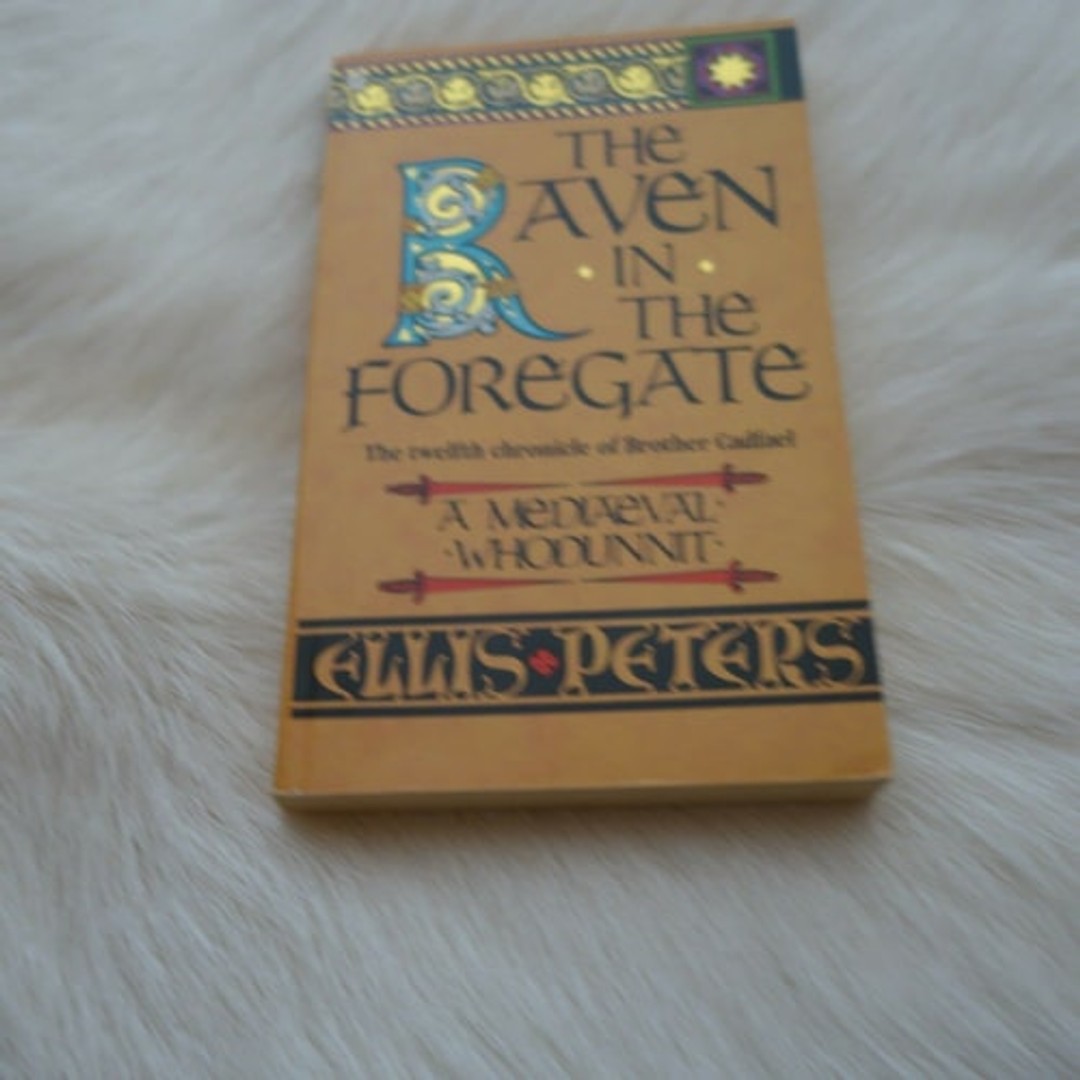 THE
RAVEN
· IN ·
THE
FOREGATE
The twelfth chronicle of Brother Cadfael
A MEDIAEVAL
·WHODUNNIT·
ELLIS PETERS